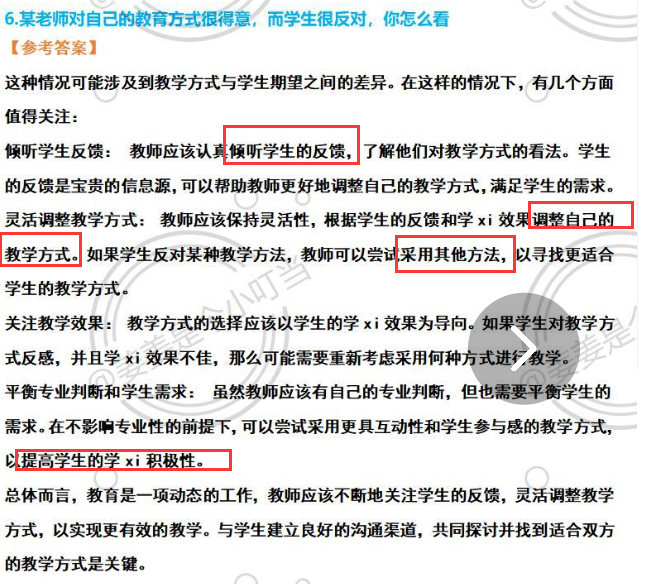 6.某老师对自己的教育方式很得意，而学生很反对，你怎么看
【参考答案】
这种情况可能涉及到教学方式与学生期望之间的差异。在这样的情况下，有几个方面
值得关注：
倾听学生反馈： 教师应该认真倾听学生的反馈，了解他们对教学方式的看法。学生
的反馈是宝贵的信息源，可以帮助教师更好地调整自己的教学方式，满足学生的需求。
灵活调整教学方式： 教师应该保持灵活性，根据学生的反馈和学 xi 效果调整自己的
教学方式。如果学生反对某种教学方法，教师可以尝试采用其他方法，以寻找更适合
学生的教学方式。
关注教学效果： 教学方式的选择应该以学生的学 xi 效果为导向。如果学生对教学方
式反感，并且学 xi 效果不佳，那么可能需要重新考虑采用何种方式进行教学。
平衡专业判断和学生需求： 虽然教师应该有自己的专业判断，但也需要平衡学生的
需求。在不影响专业性的前提下，可以尝试采用更具互动性和学生参与感的教学方式，
以提高学生的学 xi 积极性。
总体而言，教育是一项动态的工作，教师应该不断地关注学生的反馈，灵活调整教学
方式，以实现更有效的教学。与学生建立良好的沟通渠道，共同探讨并找到适合双方
的教学方式是关键。
@姜姜是个小叮当